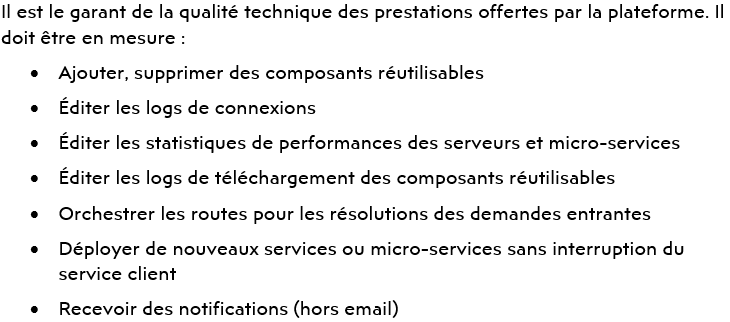 Il est le garant de la qualité technique des prestations offertes par la plateforme. Il
doit être en mesure :
• Ajouter, supprimer des composants réutilisables
• Éditer les logs de connexions
• Éditer les statistiques de performances des serveurs et micro-services
• Éditer les logs de téléchargement des composants réutilisables
• Orchestrer les routes pour les résolutions des demandes entrantes
• Déployer de nouveaux services ou micro-services sans interruption du
service client
• Recevoir des notifications (hors email)